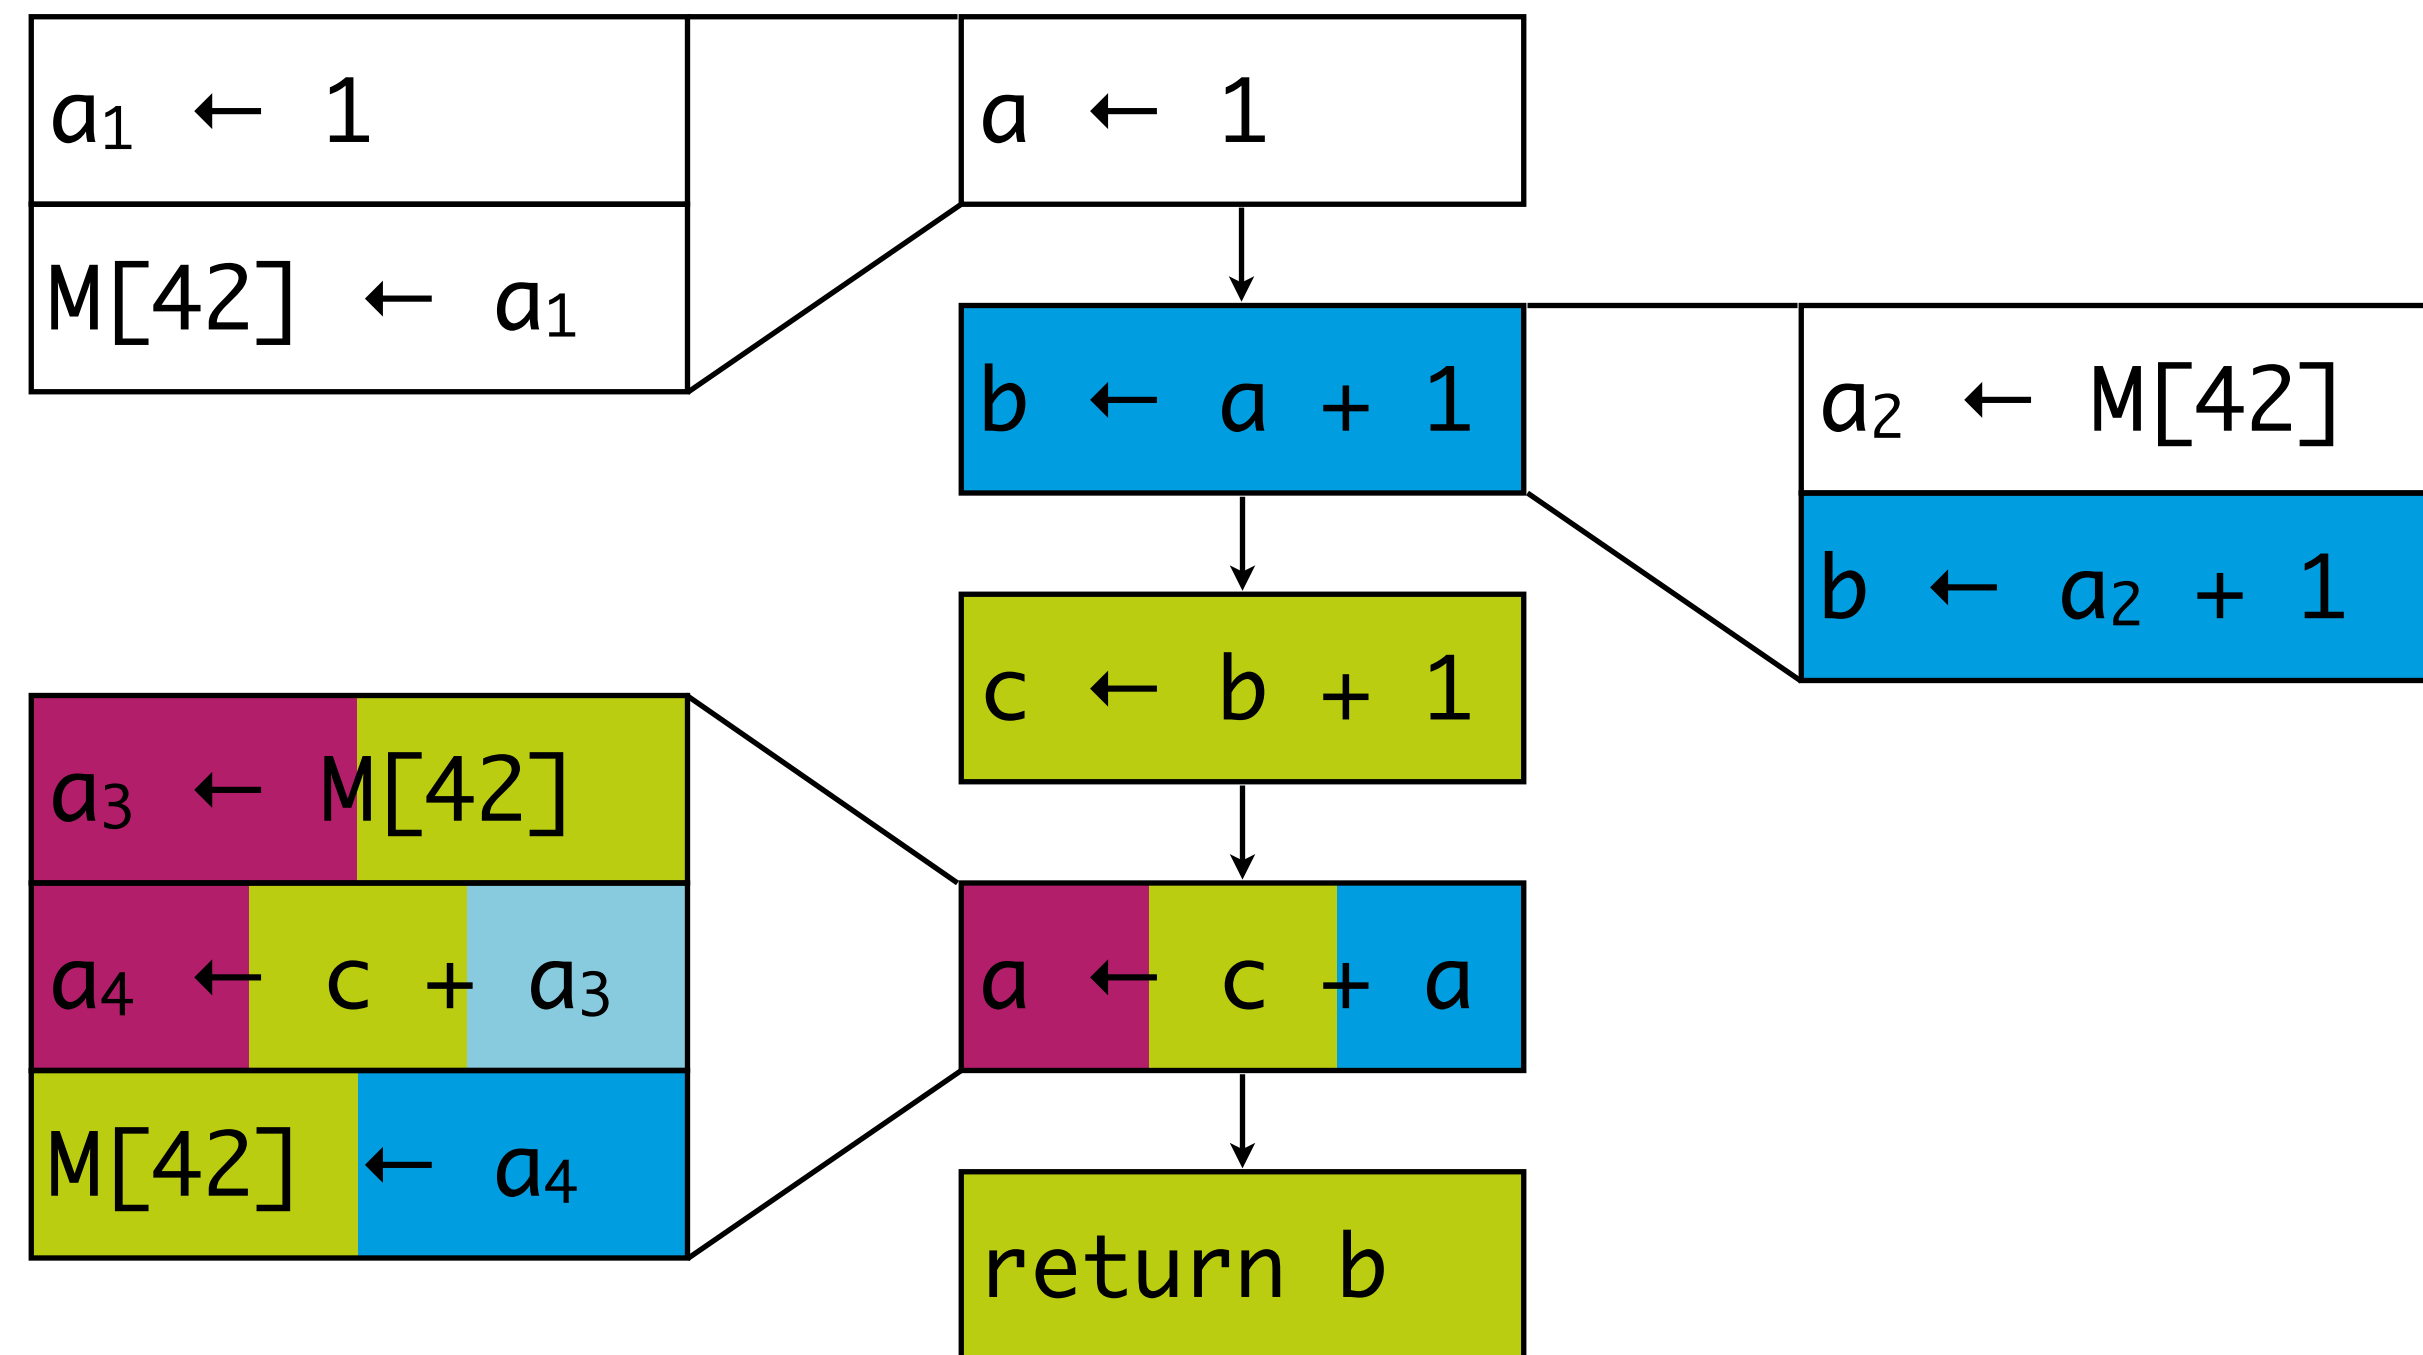 a₁ ← 1
M[42] ← a₁
a ← 1
b ← a + 1
a₂ ← M[42]
b ← a₂ + 1
c ← b + 1
a₃ ← M[42]
a₄ ← c + a₃
M[42] ← a₄
a ← c + a
return b